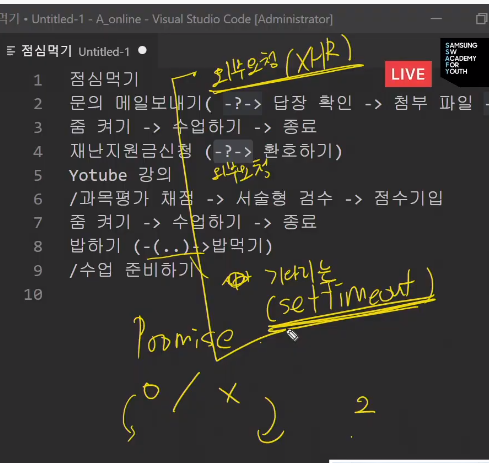 먹기 • Untitled-1 - A_online - Visual Studio Code [Administrator]
점심먹기 Untitled-1 ●
LIVE
SAMSUNG
SW
ACADEMY
FOR
YOUTH
외부요청 (XHR)
1 점심먹기
2 문의 메일보내기( -?-> 답장 확인 -> 첨부 파일 -
3 줌 켜기 -> 수업하기 -> 종료
4 재난지원금신청 (-?-> 환호하기)
외부요청
5 Yotube 강의
6 /과목평가 채점 -> 서술형 검수 -> 점수기입
7 줌 켜기 -> 수업하기 -> 종료
8 밥하기 (-(..)->밥먹기)
9 /수업 준비하기
기다리는
10
(setTimeout)
Promise
O / X
2